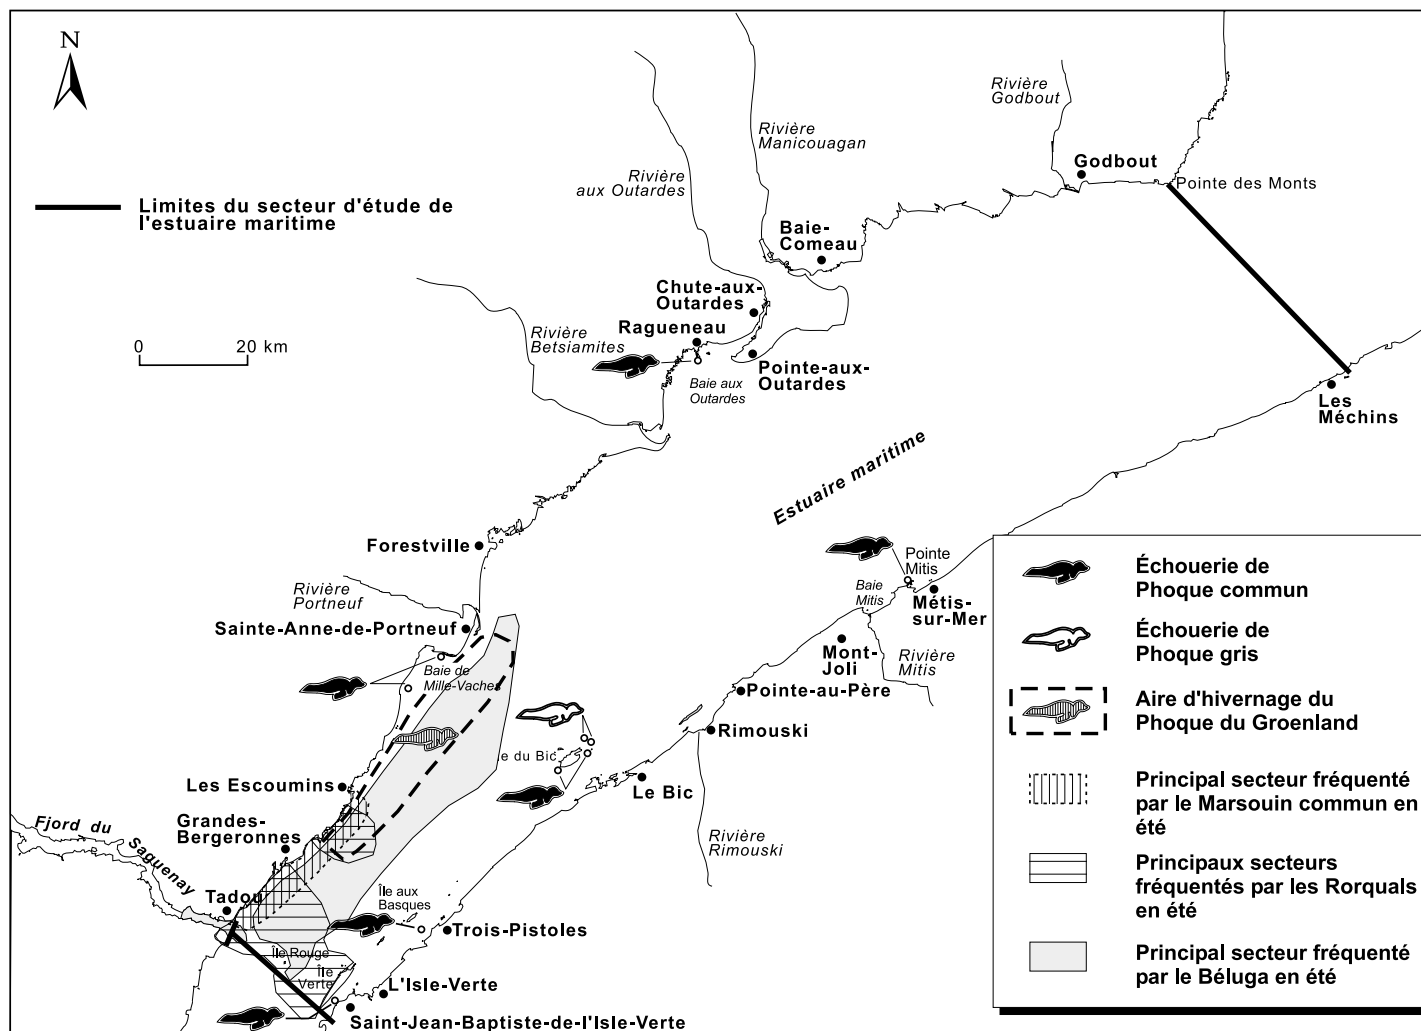 N
Limites du secteur d'étude de
l'estuaire maritime
0 20 km
Rivière
Godbout
Rivière
Manicouagan
Rivière
aux Outardes
Godbout
Pointe des Monts
Baie-
Comeau
Chute-aux-
Outardes
Ragueneau
Rivière
Betsiamites
Baie aux
Outardes
Pointe-aux-
Outardes
Les
Méchins
Estuaire maritime
Forestville
Rivière
Portneuf
Sainte-Anne-de-Portneuf
Baie de
Mille-Vaches
Pointe
Mitis
Baie
Mitis
Métis-
sur-Mer
Mont-
Joli
Rivière
Mitis
Pointe-au-Père
Rimouski
e du Bic
Le Bic
Rivière
Rimouski
Les Escoumins
Grandes-
Bergeronnes
Fjord du
Saguenay
Tadou
Île aux
Basques
Trois-Pistoles
Île Rouge
Île
Verte
L'Isle-Verte
Saint-Jean-Baptiste-de-l'Isle-Verte
Échouerie de
Phoque commun
Échouerie de
Phoque gris
Aire d'hivernage du
Phoque du Groenland
Principal secteur fréquenté
par le Marsouin commun en
été
Principaux secteurs
fréquentés par les Rorquals
en été
Principal secteur fréquenté
par le Béluga en été